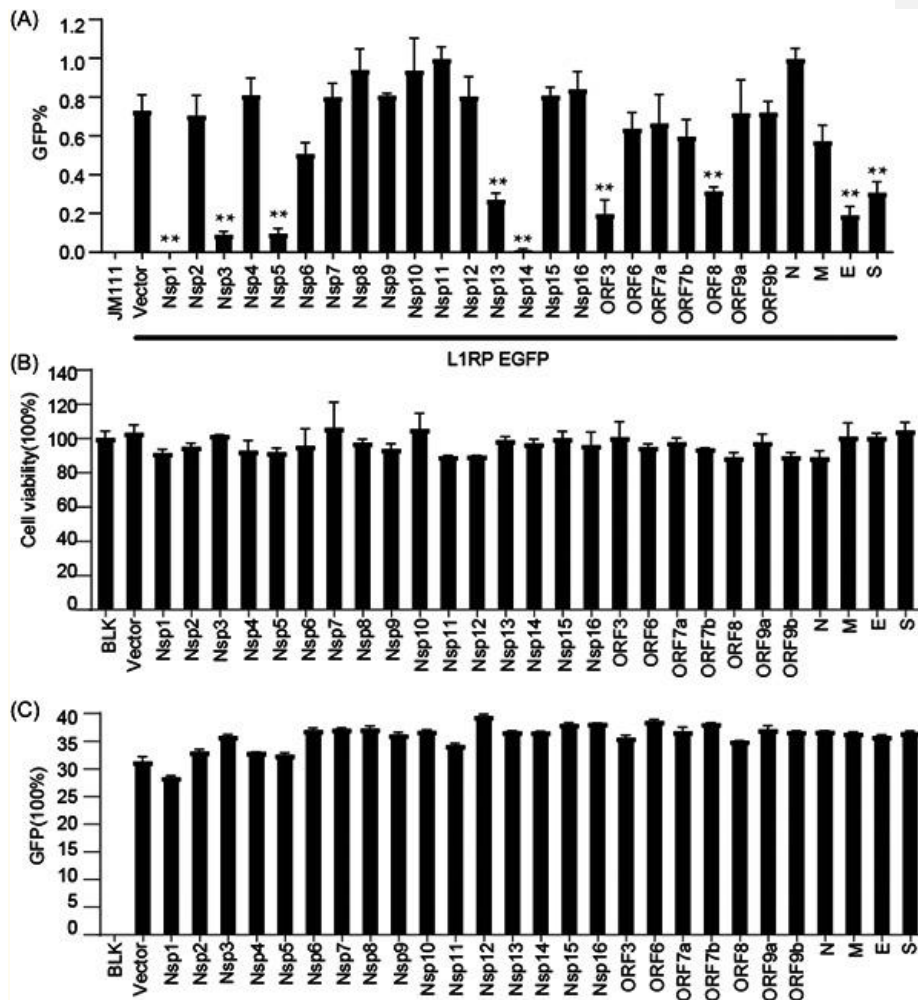 (A)
GFP%
1.2
1.0
0.8
0.6
0.4
0.2
0.0
** ** ** ** ** ** ** ** **
JM111 Vector Nsp1 Nsp2 Nsp3 Nsp4 Nsp5 Nsp6 Nsp7 Nsp8 Nsp9 Nsp10 Nsp11 Nsp12 Nsp13 Nsp14 Nsp15 Nsp16 ORF3 ORF6 ORF7a ORF7b ORF8 ORF9a ORF9b N M E S
L1RP EGFP
(B)
Cell viability(100%)
140
120
100
80
60
40
20
0
BLK Vector Nsp1 Nsp2 Nsp3 Nsp4 Nsp5 Nsp6 Nsp7 Nsp8 Nsp9 Nsp10 Nsp11 Nsp12 Nsp13 Nsp14 Nsp15 Nsp16 ORF3 ORF6 ORF7a ORF7b ORF8 ORF9a ORF9b N M E S
(C)
GFP(100%)
40
35
30
25
20
15
10
5
0
BLK Vector Nsp1 Nsp2 Nsp3 Nsp4 Nsp5 Nsp6 Nsp7 Nsp8 Nsp9 Nsp10 Nsp11 Nsp12 Nsp13 Nsp14 Nsp15 Nsp16 ORF3 ORF6 ORF7a ORF7b ORF8 ORF9a ORF9b N M E S